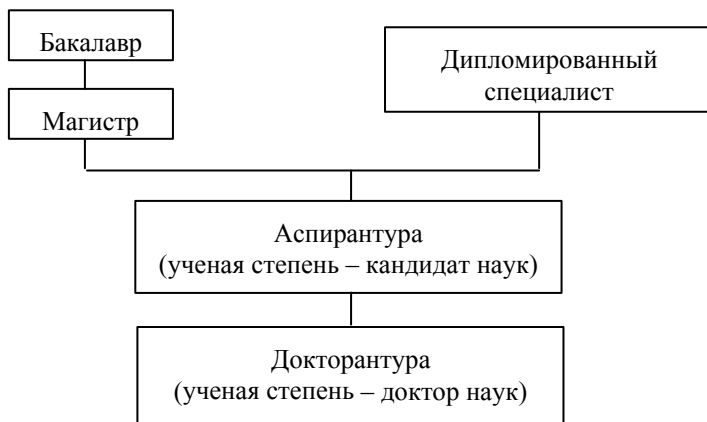 Бакалавр
Магистр
Дипломированный
специалист
Аспирантура
(ученая степень – кандидат наук)
Докторантура
(ученая степень – доктор наук)